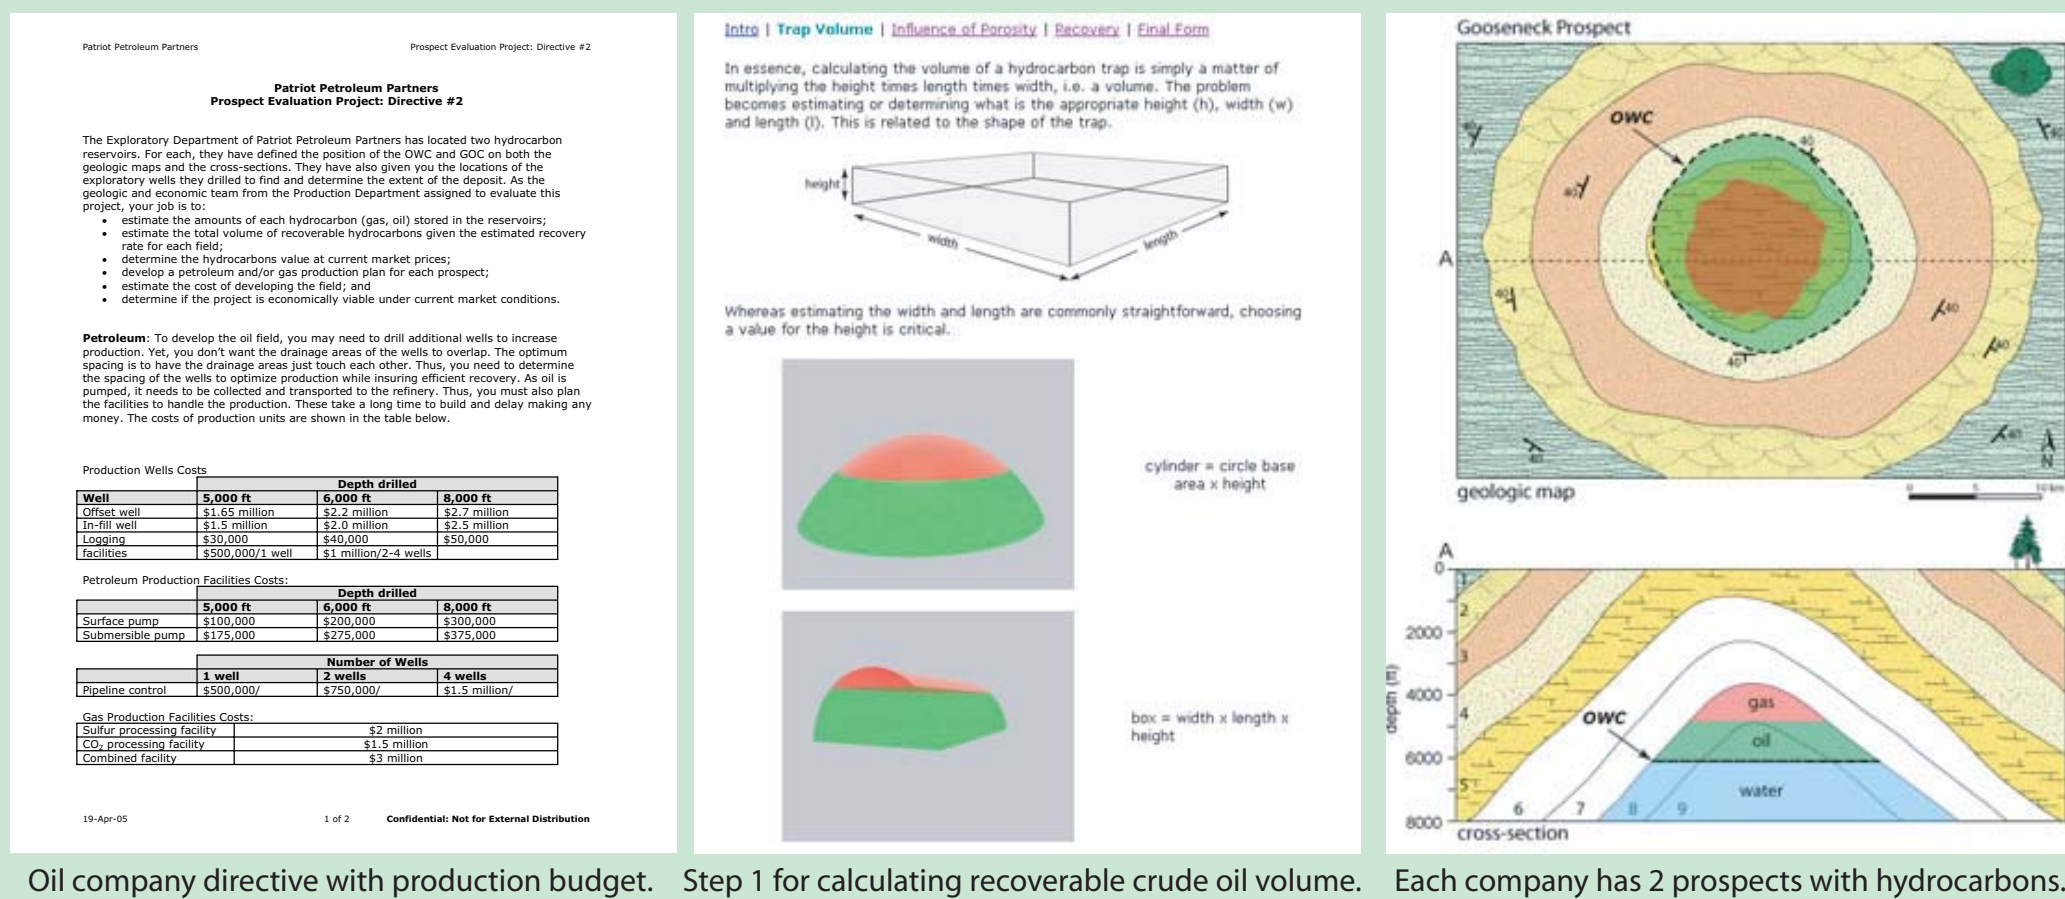 Patriot Petroleum Partners Prospect Evaluation Project: Directive #2
Patriot Petroleum Partners
Prospect Evaluation Project: Directive #2
The Exploratory Department of Patriot Petroleum Partners has located two hydrocarbon
reservoirs. For each, they have defined the position of the OWC and GOC on both the
geologic maps and the cross-sections. They have also given you the locations of the
exploratory wells they drilled to find and determine the extent of the deposit. As the
geologic and economic team from the Production Department assigned to evaluate this
project, your job is to:
• estimate the amounts of each hydrocarbon (gas, oil) stored in the reservoirs;
• estimate the total volume of recoverable hydrocarbons given the estimated recovery
rate for each field;
• determine the hydrocarbons value at current market prices;
• develop a petroleum and/or gas production plan for each prospect;
• estimate the cost of developing the field; and
• determine if the project is economically viable under current market conditions.
Petroleum: To develop the oil field, you may need to drill additional wells to increase
production. Yet, you don't want the drainage areas of the wells to overlap. The optimum
spacing is to have the drainage areas just touch each other. Thus, you need to determine
the spacing of the wells to optimize production while insuring efficient recovery. As oil is
pumped, it needs to be collected and transported to the refinery. Thus, you must also plan
the facilities to handle the production. These take a long time to build and delay making any
money. The costs of production units are shown in the table below.
Production Wells Costs
Depth drilled
Well 5,000 ft 6,000 ft 8,000 ft
Offset well $1.65 million $2.2 million $2.7 million
In-fill well $1.5 million $2.0 million $2.5 million
Logging $30,000 $40,000 $50,000
facilities $500,000/1 well $1 million/2-4 wells
Petroleum Production Facilities Costs:
Depth drilled
5,000 ft 6,000 ft 8,000 ft
Surface pump $100,000 $200,000 $300,000
Submersible pump $175,000 $275,000 $375,000
Number of Wells
1 well 2 wells 4 wells
Pipeline control $500,000/ $750,000/ $1.5 million/
Gas Production Facilities Costs:
Sulfur processing facility $2 million
CO2 processing facility $1.5 million
Combined facility $3 million
19-Apr-05 1 of 2 Confidential: Not for External Distribution
Oil company directive with production budget.
Intro | Trap Volume | Influence of Porosity | Recovery | Final Form
In essence, calculating the volume of a hydrocarbon trap is simply a matter of
multiplying the height times length times width, i.e. a volume. The problem
becomes estimating or determining what is the appropriate height (h), width (w)
and length (l). This is related to the shape of the trap.
height
width
length
Whereas estimating the width and length are commonly straightforward, choosing
a value for the height is critical.
cylinder = circle base
area x height
box = width x length x
height
Step 1 for calculating recoverable crude oil volume.
Gooseneck Prospect
OWC
40
40
40
40
A
40
40
40
40
40
40
N
geologic map
0 5 10 km
A
0
2000
4000
6000
8000
depth (ft)
1
2
3
4
5
6
7
8
9
gas
OWC
oil
water
cross-section
Each company has 2 prospects with hydrocarbons.